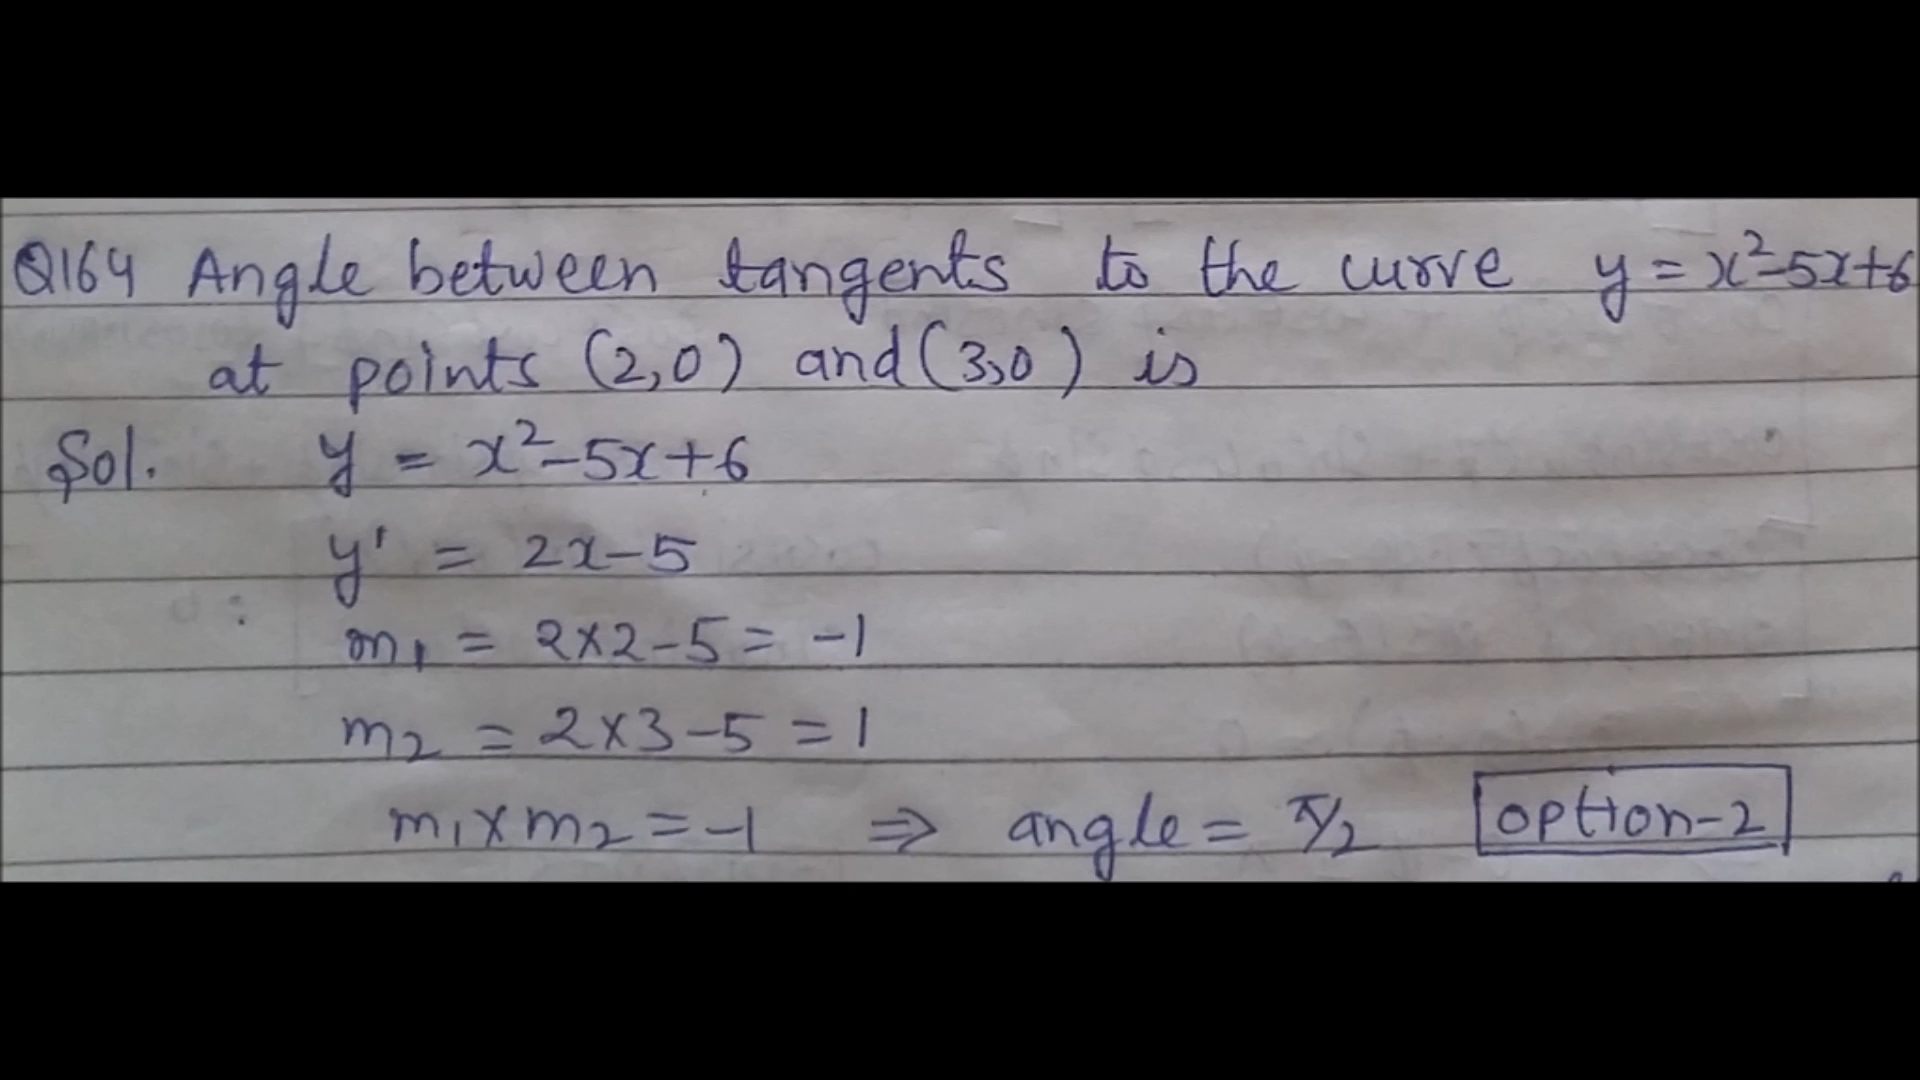 Q164 Angle between tangents to the curve y = x²-5x+6
at points (2,0) and (3,0) is
Sol. y = x²-5x+6
y' = 2x-5
m₁ = 2×2-5 = -1
m₂ = 2×3-5 = 1
m₁×m₂ = -1 ⇒ angle = π/2 option-2